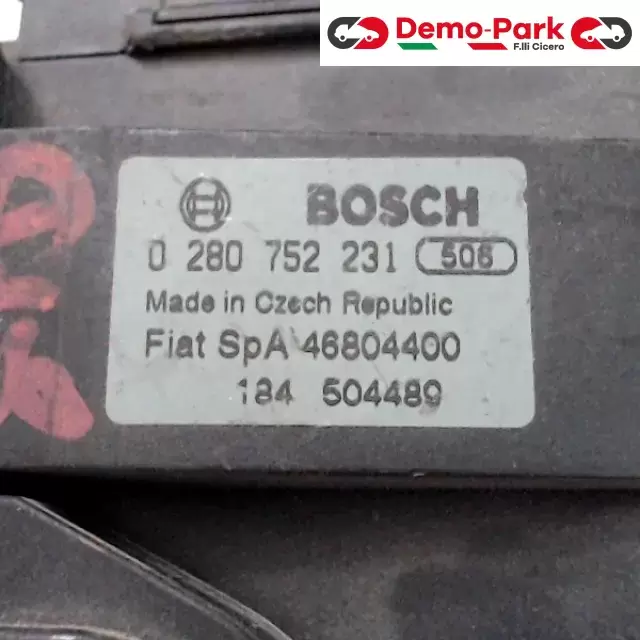 Demo-Park
F.lli Cicero
BOSCH
0 280 752 231 506
Made in Czech Republic
Fiat SpA 46804400
184 504489